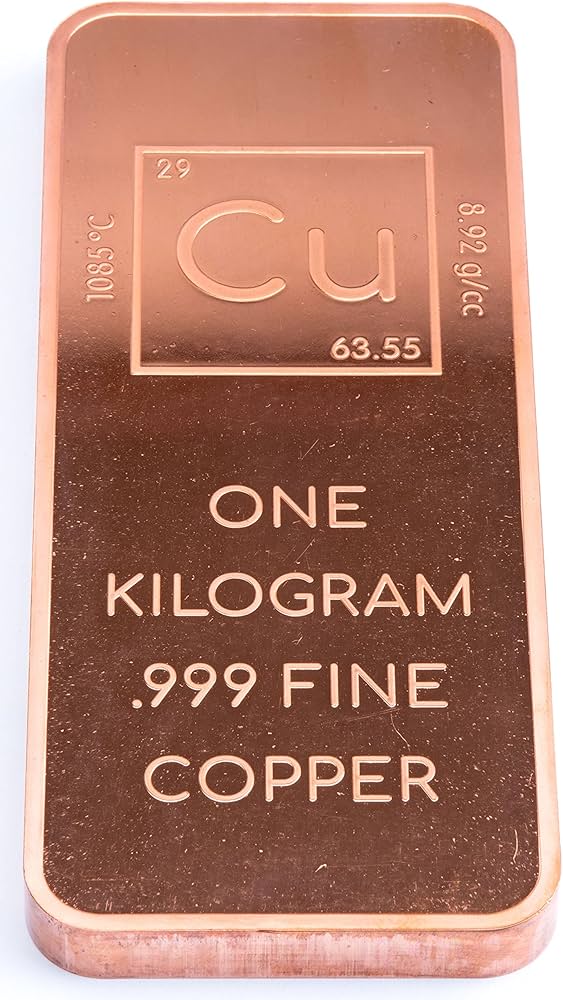 29
Cu
63.55
1085°C
8.92 g/cc
ONE
KILOGRAM
.999 FINE
COPPER